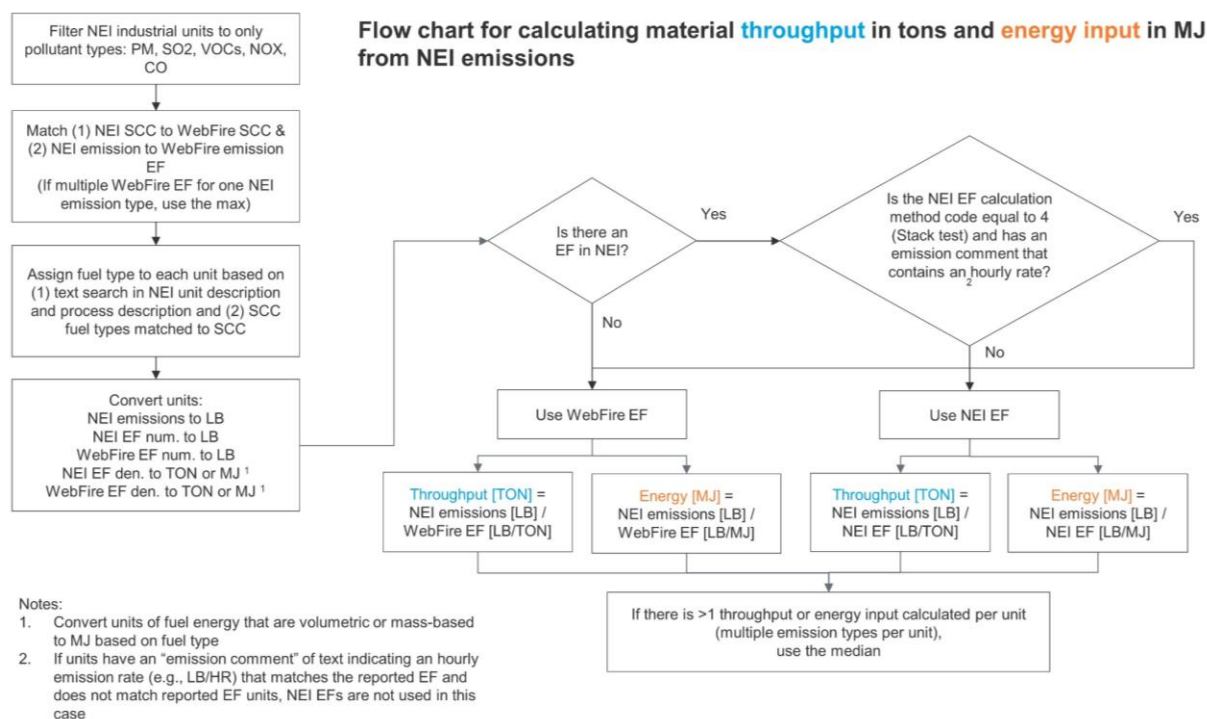 Flow chart for calculating material throughput in tons and energy input in MJ
from NEI emissions
Filter NEI industrial units to only
pollutant types: PM, SO2, VOCs, NOX,
CO
Match (1) NEI SCC to WebFire SCC &
(2) NEI emission to WebFire emission
EF
(If multiple WebFire EF for one NEI
emission type, use the max)
Assign fuel type to each unit based on
(1) text search in NEI unit description
and process description and (2) SCC
fuel types matched to SCC
Convert units:
NEI emissions to LB
NEI EF num. to LB
WebFire EF num. to LB
NEI EF den. to TON or MJ 1
WebFire EF den. to TON or MJ 1
Is there an
EF in NEI?
Yes
No
Is the NEI EF calculation
method code equal to 4
(Stack test) and has an
emission comment that
contains an hourly rate?
2
Yes
No
Use WebFire EF
Use NEI EF
Throughput [TON] =
NEI emissions [LB] /
WebFire EF [LB/TON]
Energy [MJ] =
NEI emissions [LB] /
WebFire EF [LB/MJ]
Throughput [TON] =
NEI emissions [LB] /
NEI EF [LB/TON]
Energy [MJ] =
NEI emissions [LB] /
NEI EF [LB/MJ]
If there is >1 throughput or energy input calculated per unit
(multiple emission types per unit),
use the median
Notes:
1. Convert units of fuel energy that are volumetric or mass-based
to MJ based on fuel type
2. If units have an “emission comment” of text indicating an hourly
emission rate (e.g., LB/HR) that matches the reported EF and
does not match reported EF units, NEI EFs are not used in this
case